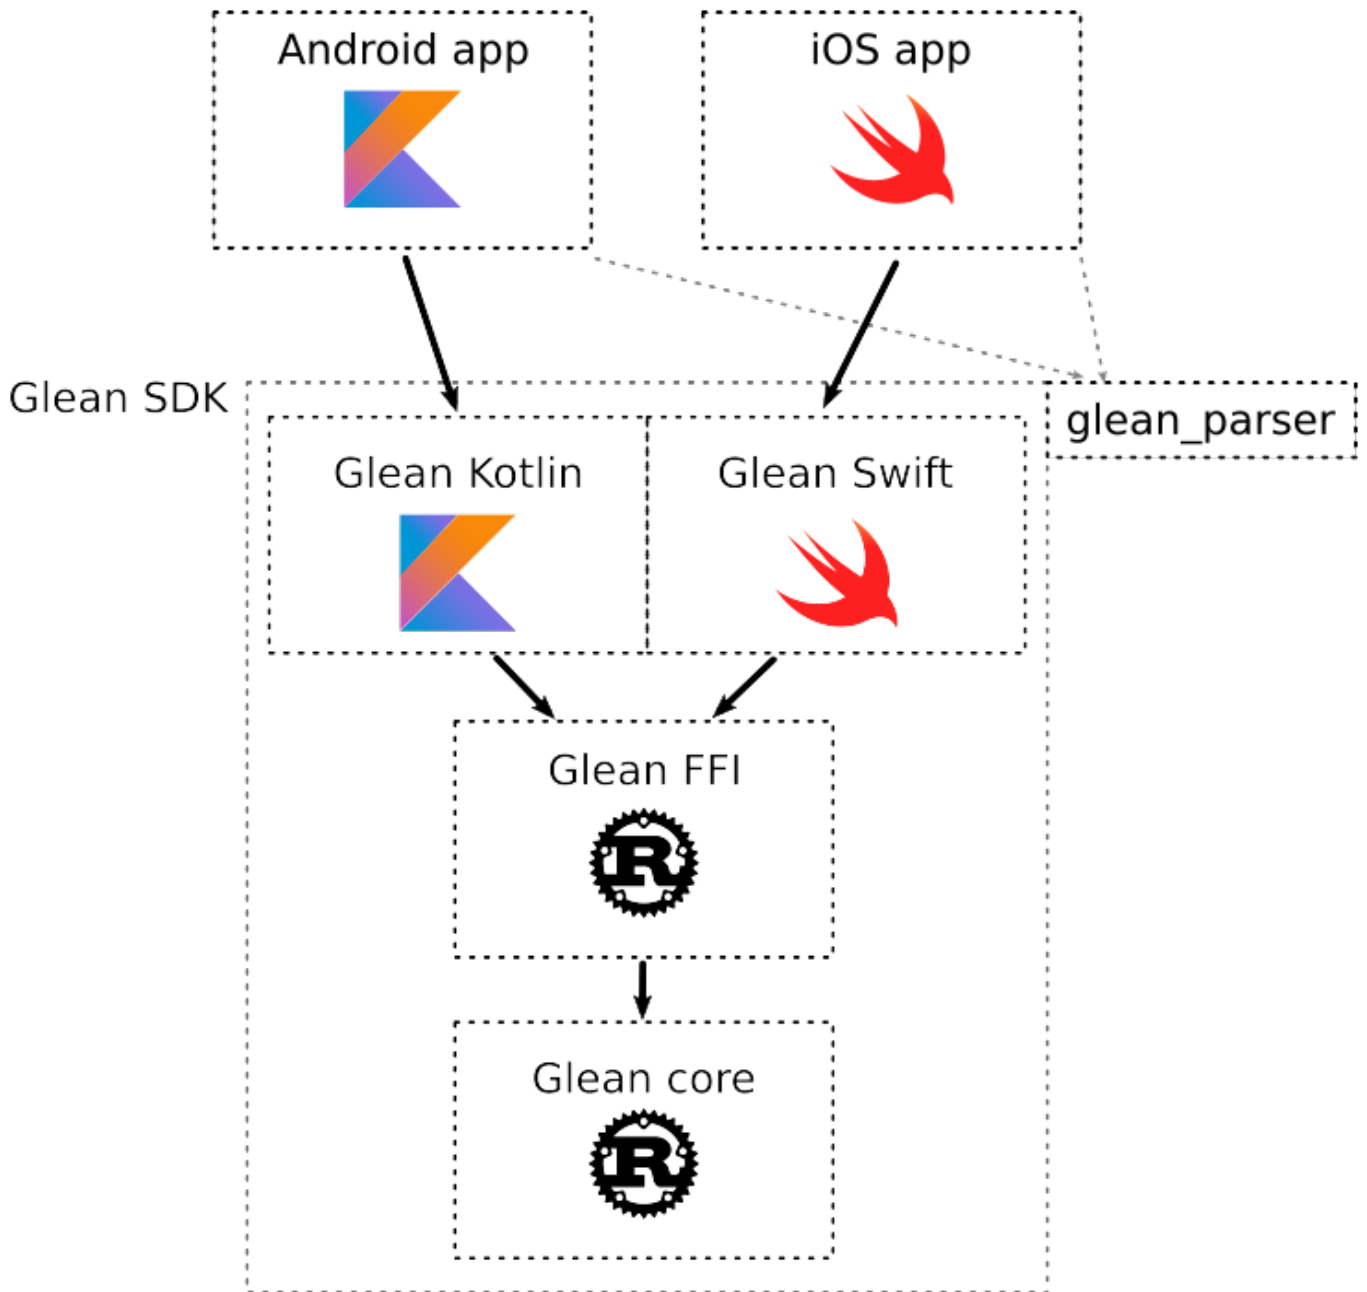 Android app
iOS app
Glean SDK
glean_parser
Glean Kotlin
Glean Swift
Glean FFI
R
Glean core
R